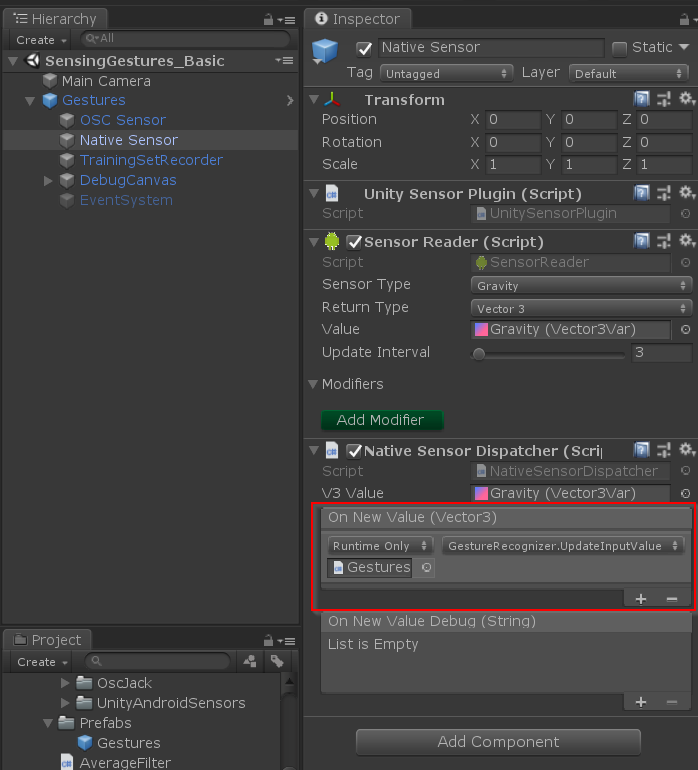 Hierarchy
Create
All
SensingGestures_Basic
Main Camera
Gestures
OSC Sensor
Native Sensor
TrainingSetRecorder
DebugCanvas
EventSystem
Project
Create
OscJack
UnityAndroidSensors
Prefabs
Gestures
AverageFilter
Inspector
Native Sensor Static
Tag Untagged Layer Default
Transform
Position X 0 Y 0 Z 0
Rotation X 0 Y 0 Z 0
Scale X 1 Y 1 Z 1
Unity Sensor Plugin (Script)
Script UnitySensorPlugin
Sensor Reader (Script)
Script SensorReader
Sensor Type Gravity
Return Type Vector 3
Value Gravity (Vector3Var)
Update Interval 3
Modifiers
Add Modifier
Native Sensor Dispatcher (Scri
Script NativeSensorDispatcher
V3 Value Gravity (Vector3Var)
On New Value (Vector3)
Runtime Only GestureRecognizer.UpdateInputValue
Gestures
+ −
On New Value Debug (String)
List is Empty
+ −
Add Component